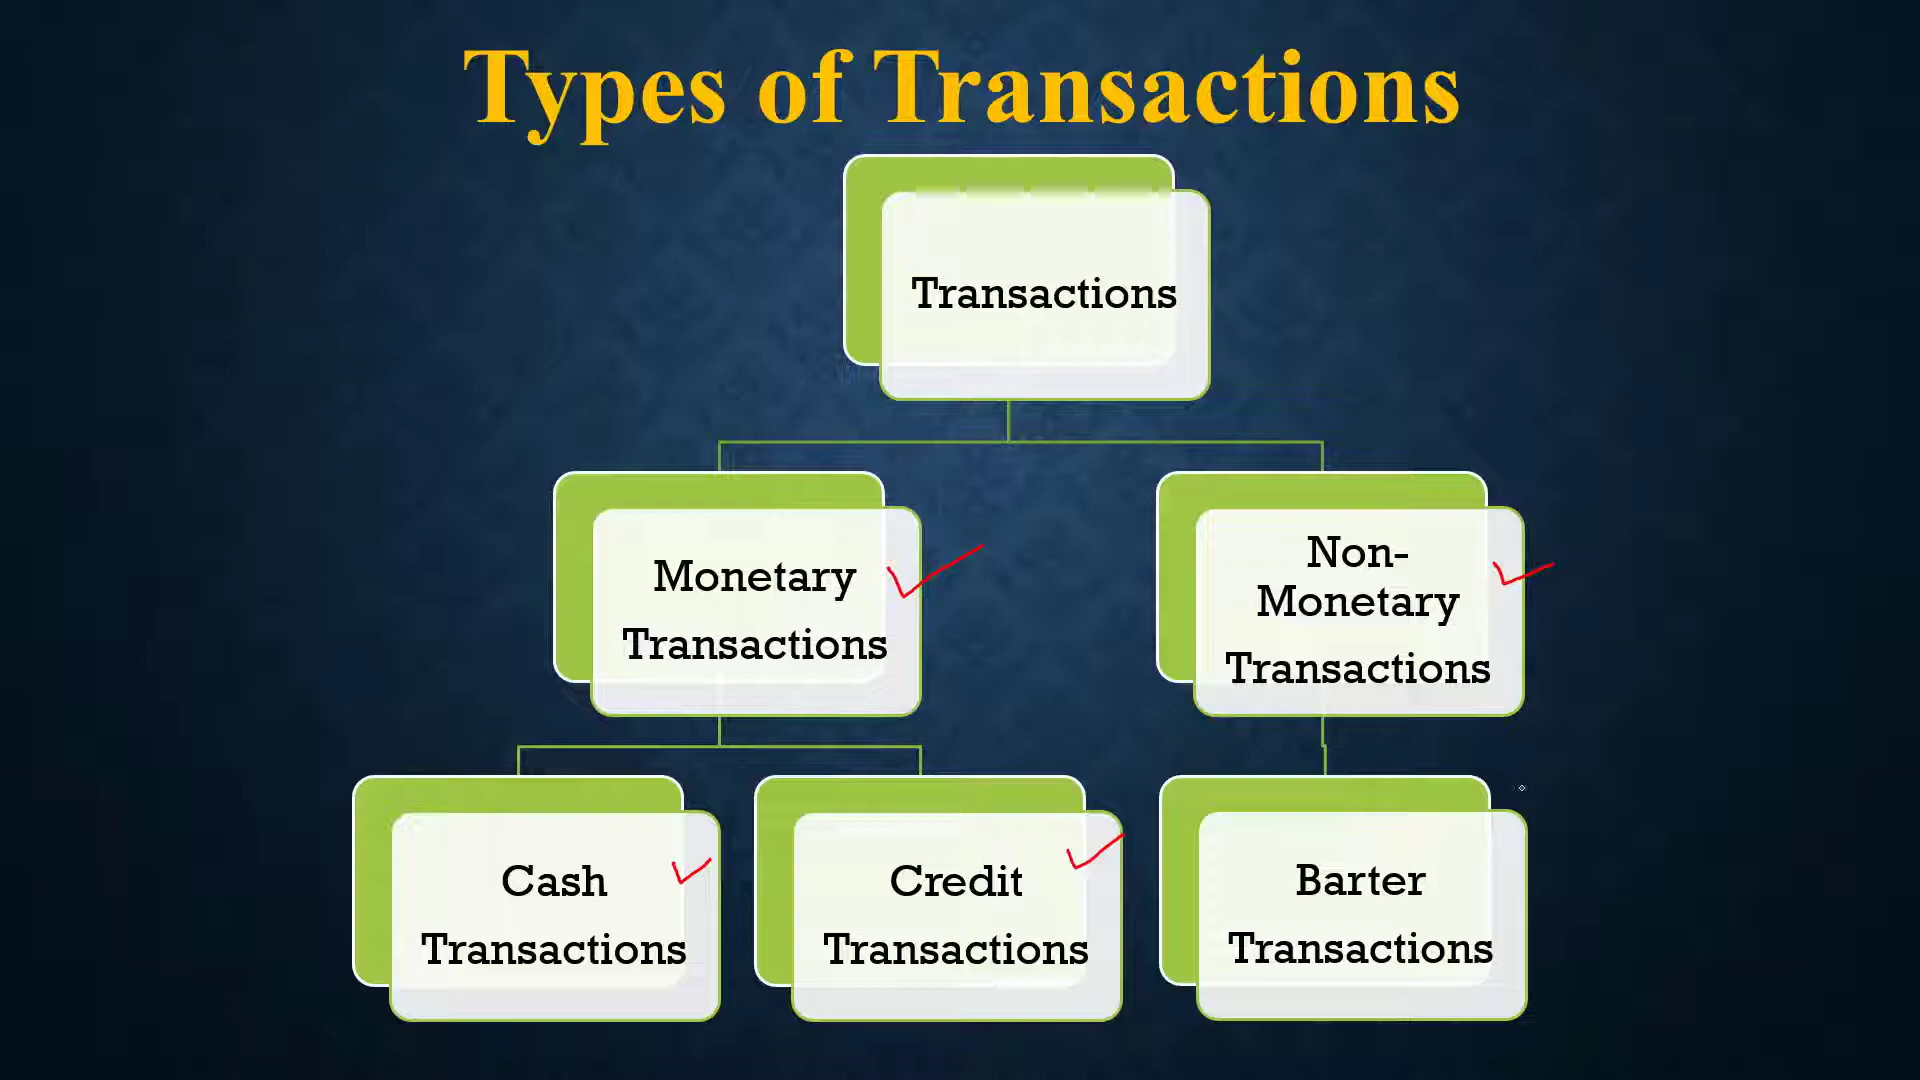 Types of Transactions
Transactions
Monetary
Transactions
Non-
Monetary
Transactions
Cash
Transactions
Credit
Transactions
Barter
Transactions